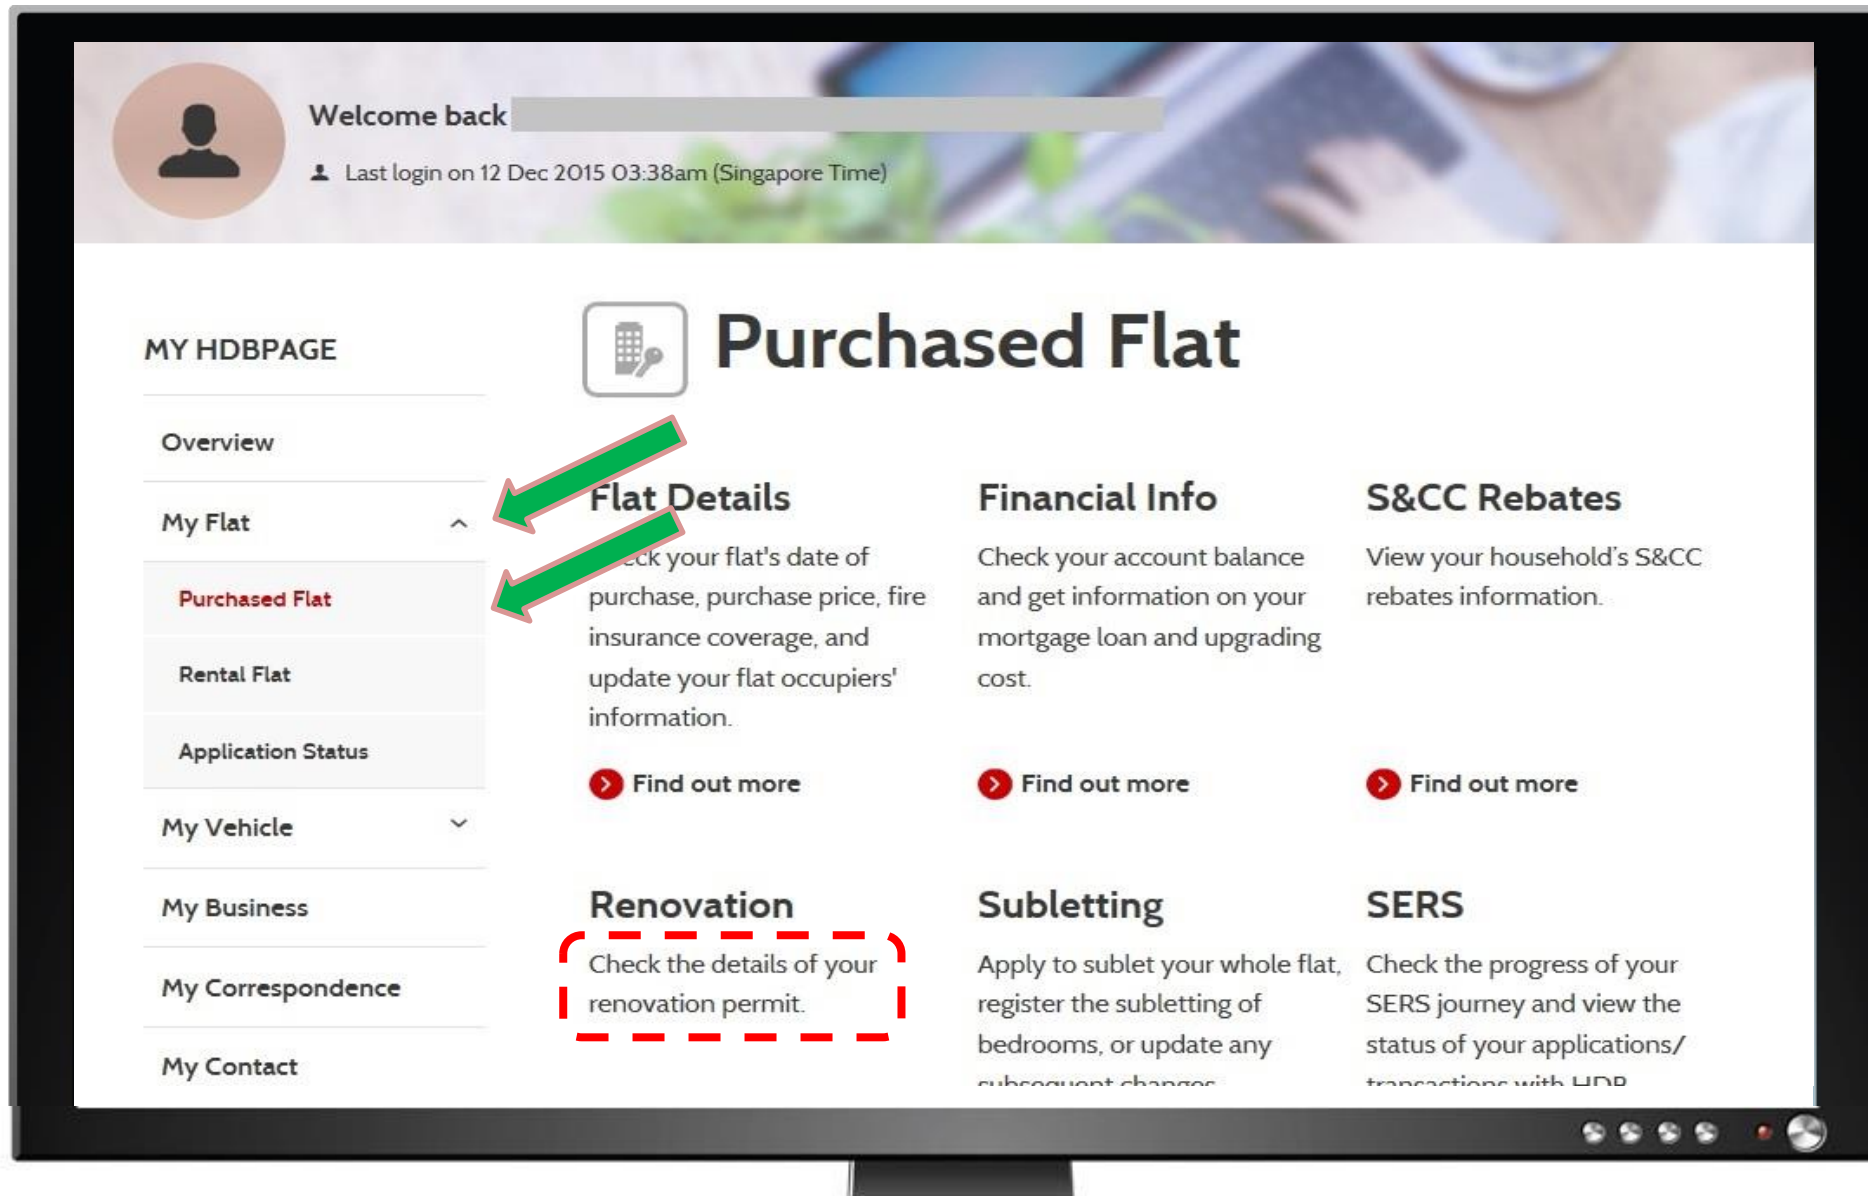 Welcome back
Last login on 12 Dec 2015 03:38am (Singapore Time)
MY HDBPAGE
Overview
My Flat
Purchased Flat
Rental Flat
Application Status
My Vehicle
My Business
My Correspondence
My Contact
Purchased Flat
Flat Details
your flat's date of
purchase, purchase price, fire
insurance coverage, and
update your flat occupiers'
information.
Find out more
Financial Info
Check your account balance
and get information on your
mortgage loan and upgrading
cost.
Find out more
S&CC Rebates
View your household's S&CC
rebates information.
Find out more
Renovation
Check the details of your
renovation permit.
Subletting
Apply to sublet your whole flat,
register the subletting of
bedrooms, or update any
subsequent changes
SERS
Check the progress of your
SERS journey and view the
status of your applications/
transactions with HDB